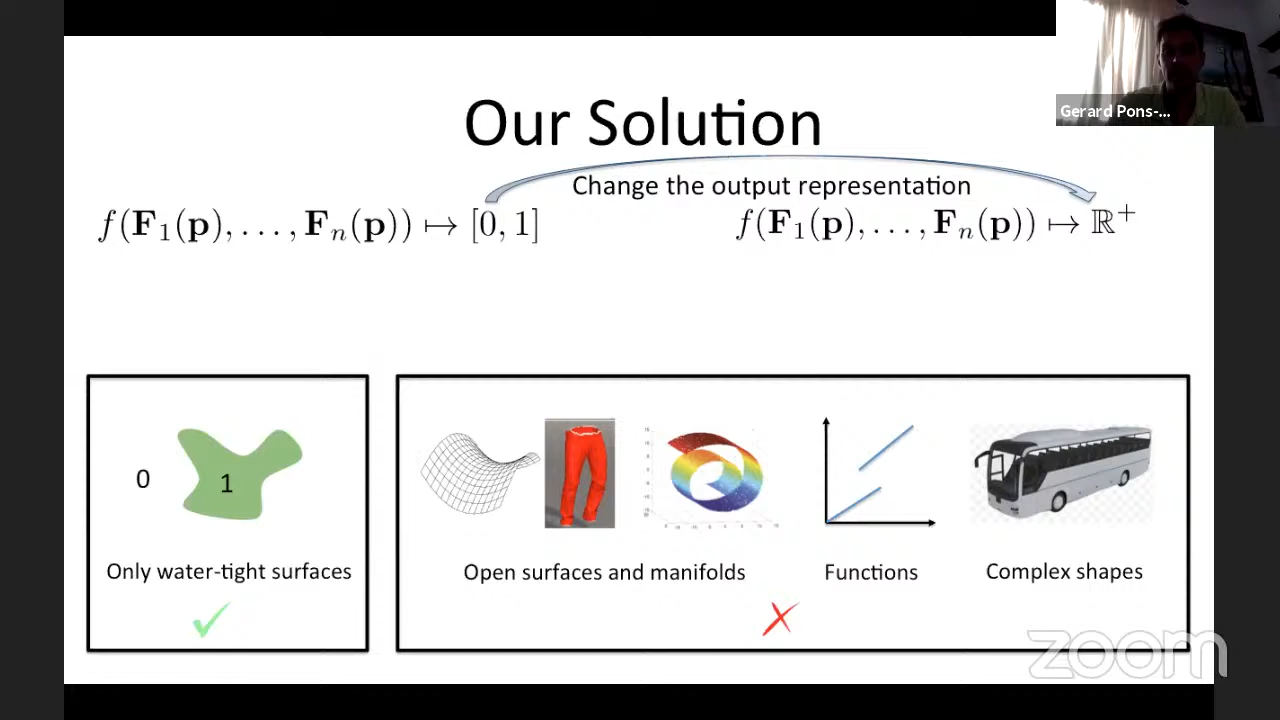 Gerard Pons-...
Our Solution
Change the output representation
f(F₁(p), . . . , Fₙ(p)) ↦ [0, 1]
f(F₁(p), . . . , Fₙ(p)) ↦ ℝ⁺
0
1
Only water-tight surfaces
Open surfaces and manifolds
Functions
Complex shapes
zoom